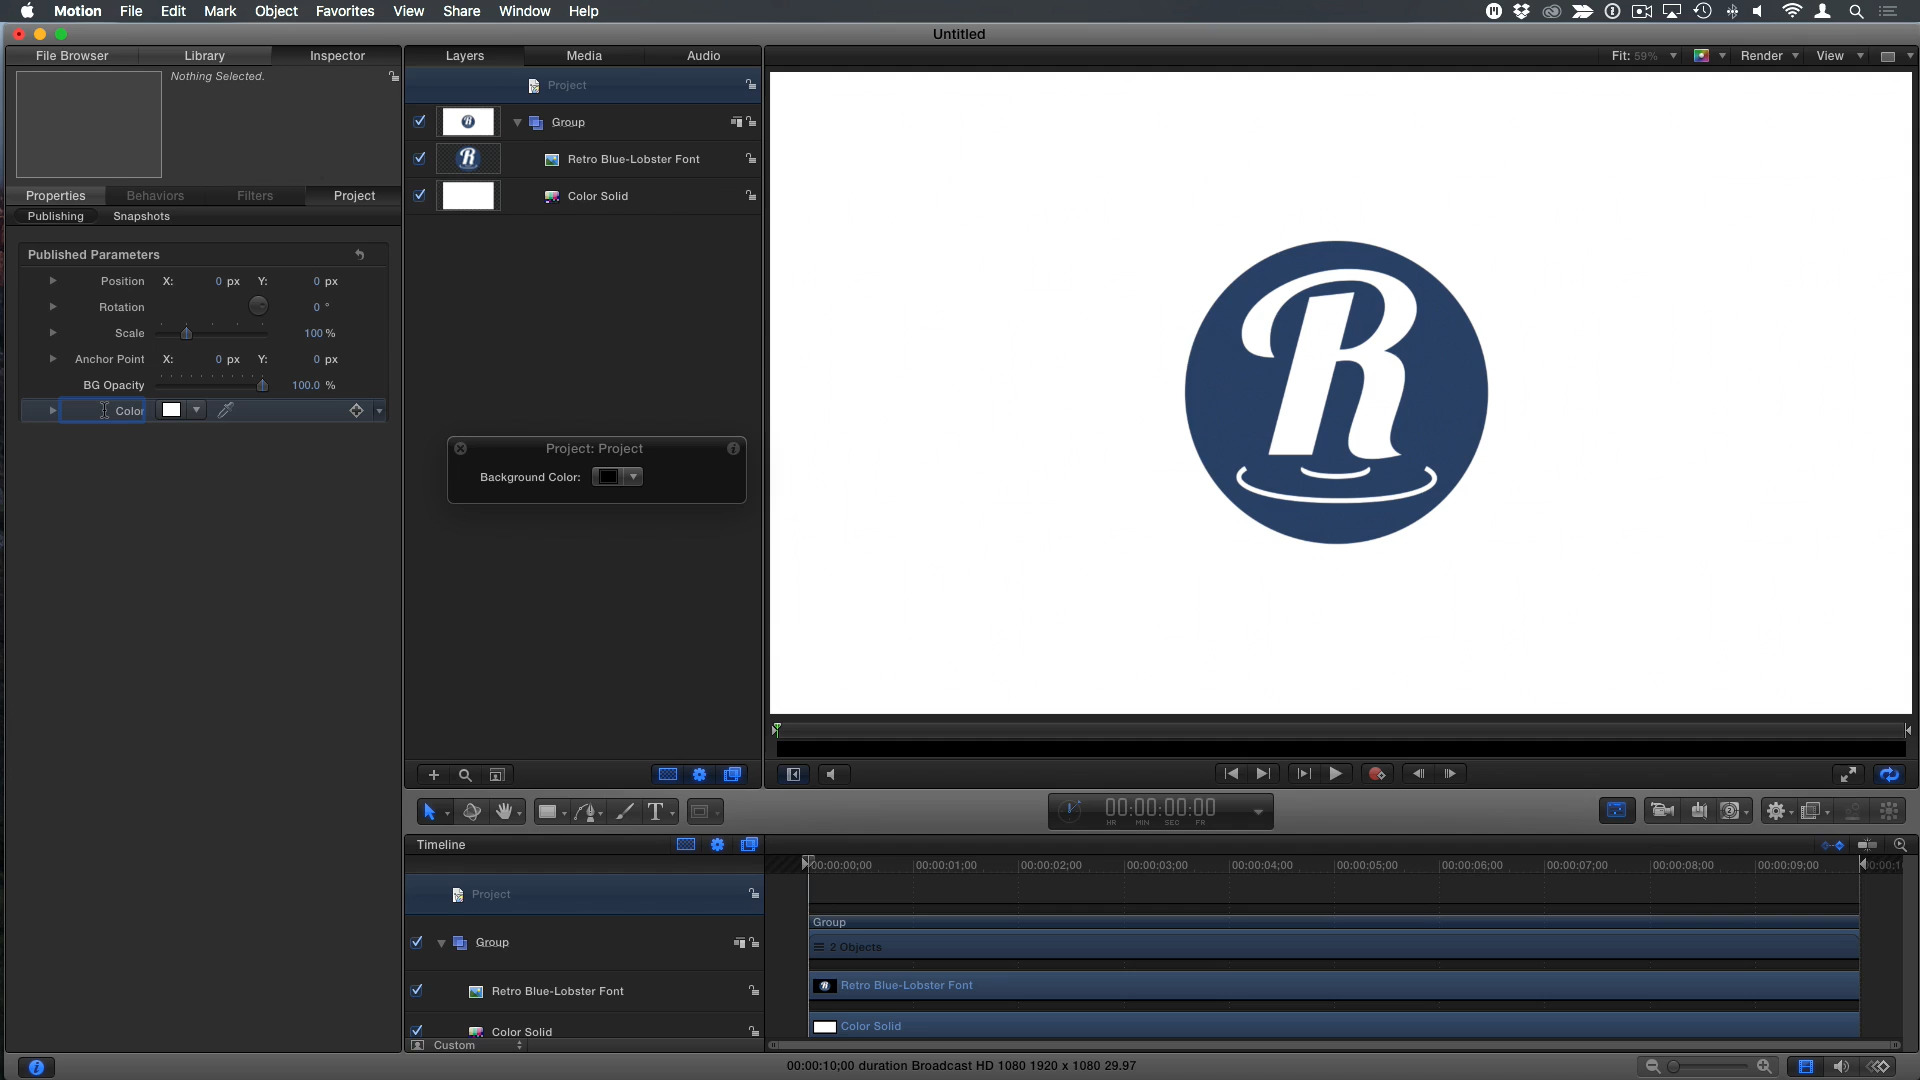 Motion File Edit Mark Object Favorites View Share Window Help
Untitled
File Browser Library Inspector Layers Media Audio Fit: 59% Render View
Nothing Selected.
Project
Group
Retro Blue-Lobster Font
Color Solid
Properties Behaviors Filters Project
Publishing Snapshots
Published Parameters
Position X: 0 px Y: 0 px
Rotation 0 °
Scale 100 %
Anchor Point X: 0 px Y: 0 px
BG Opacity 100.0 %
Color
Project: Project
Background Color:
R
T 00:00:00:00
HR MIN SEC FR
Timeline
00:00:00;00 00:00:01;00 00:00:02;00 00:00:03;00 00:00:04;00 00:00:05;00 00:00:06;00 00:00:07;00 00:00:08;00 00:00:09;00 00:00:1
Project
Group
Group
2 Objects
Retro Blue-Lobster Font
Retro Blue-Lobster Font
Color Solid
Color Solid
Custom
00:00:10;00 duration Broadcast HD 1080 1920 x 1080 29.97